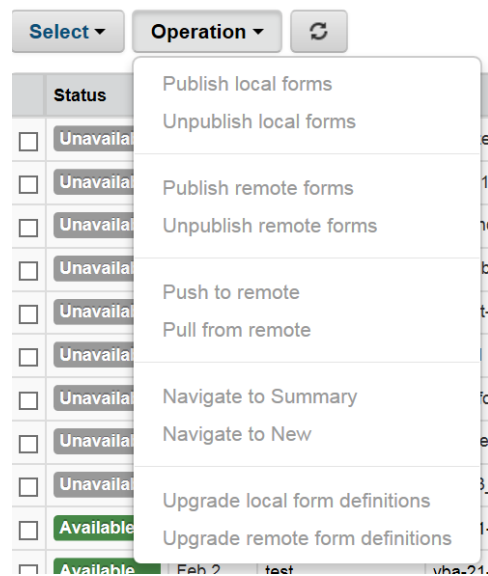 Select Operation
Status
Publish local forms
Unpublish local forms
Publish remote forms
Unpublish remote forms
Push to remote
Pull from remote
Navigate to Summary
Navigate to New
Upgrade local form definitions
Upgrade remote form definitions
Available
Available Feb 2 test vba-21-